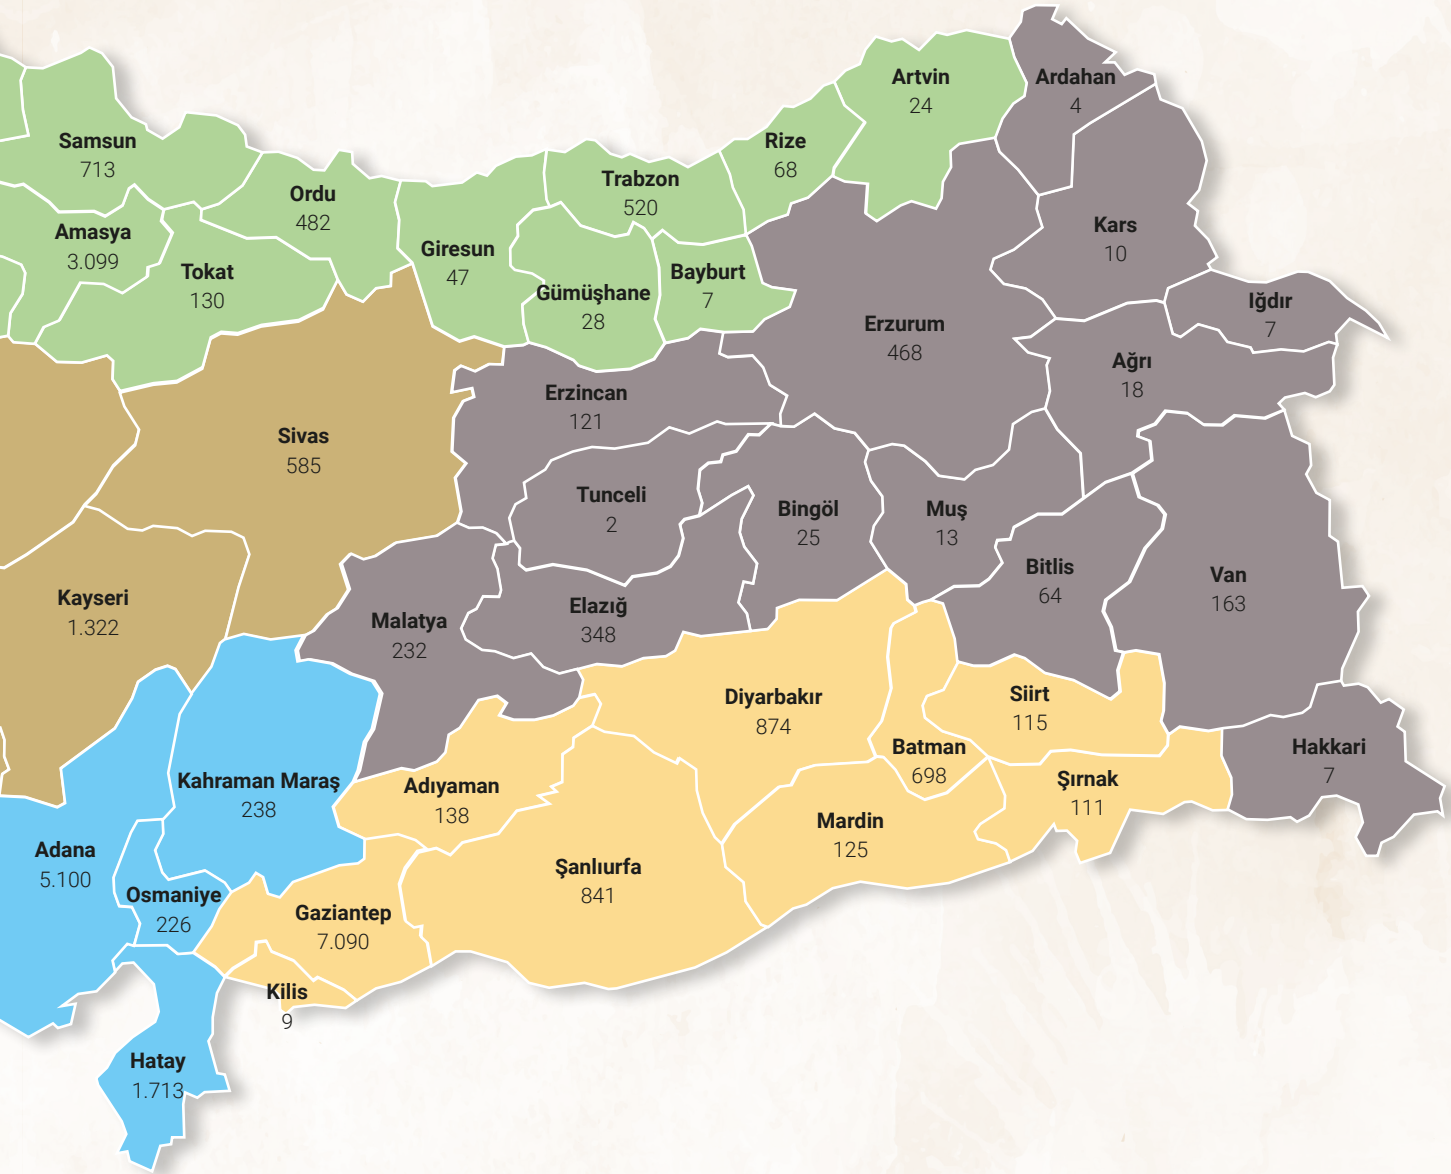 Artvin
24
Ardahan
4
Samsun
713
Rize
68
Trabzon
520
Ordu
482
Amasya
3.099
Kars
10
Giresun
47
Tokat
130
Bayburt
7
Gümüşhane
28
Iğdır
7
Erzurum
468
Ağrı
18
Erzincan
121
Sivas
585
Tunceli
2
Bingöl
25
Muş
13
Bitlis
64
Van
163
Kayseri
1.322
Elazığ
348
Malatya
232
Diyarbakır
874
Siirt
115
Batman
698
Hakkari
7
Kahraman Maraş
238
Adıyaman
138
Şırnak
111
Mardin
125
Adana
5.100
Şanlıurfa
841
Osmaniye
226
Gaziantep
7.090
Kilis
9
Hatay
1.713